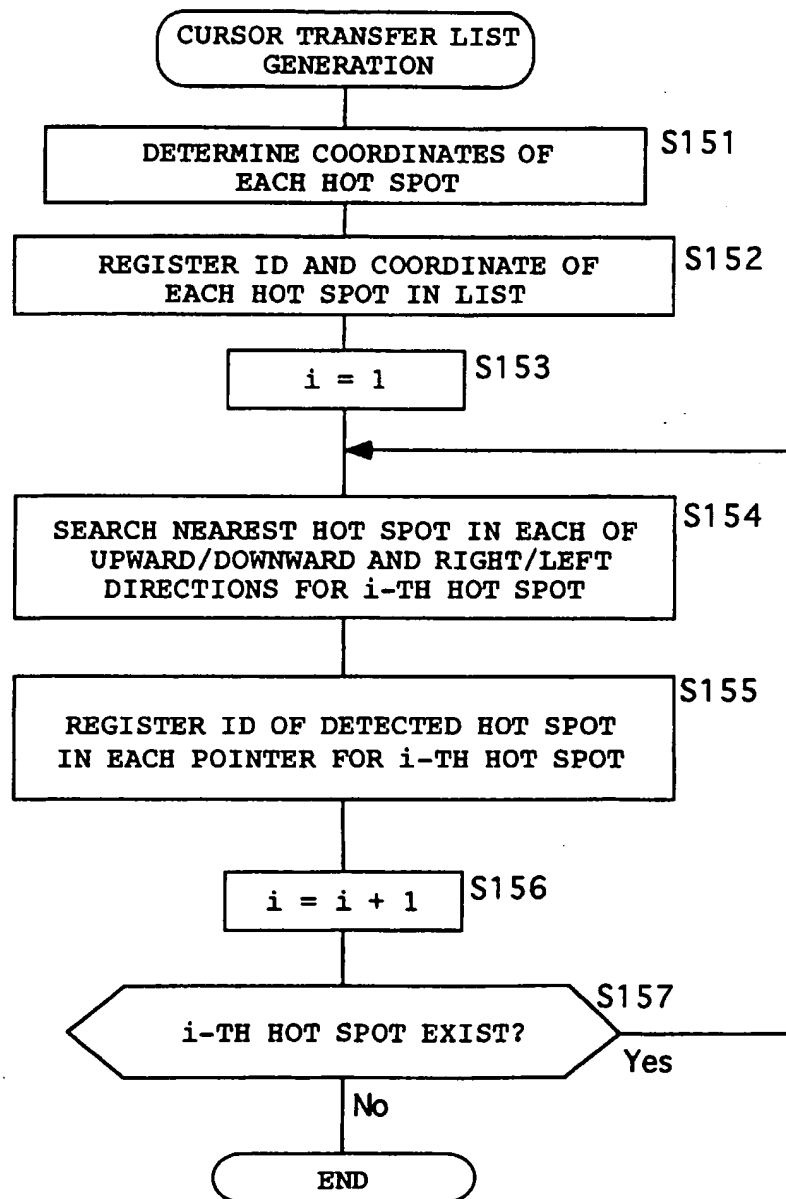 CURSOR TRANSFER LIST
GENERATION
S151
DETERMINE COORDINATES OF
EACH HOT SPOT
S152
REGISTER ID AND COORDINATE OF
EACH HOT SPOT IN LIST
S153
i = 1
S154
SEARCH NEAREST HOT SPOT IN EACH OF
UPWARD/DOWNWARD AND RIGHT/LEFT
DIRECTIONS FOR i-TH HOT SPOT
S155
REGISTER ID OF DETECTED HOT SPOT
IN EACH POINTER FOR i-TH HOT SPOT
S156
i = i + 1
S157
i-TH HOT SPOT EXIST?
Yes
No
END